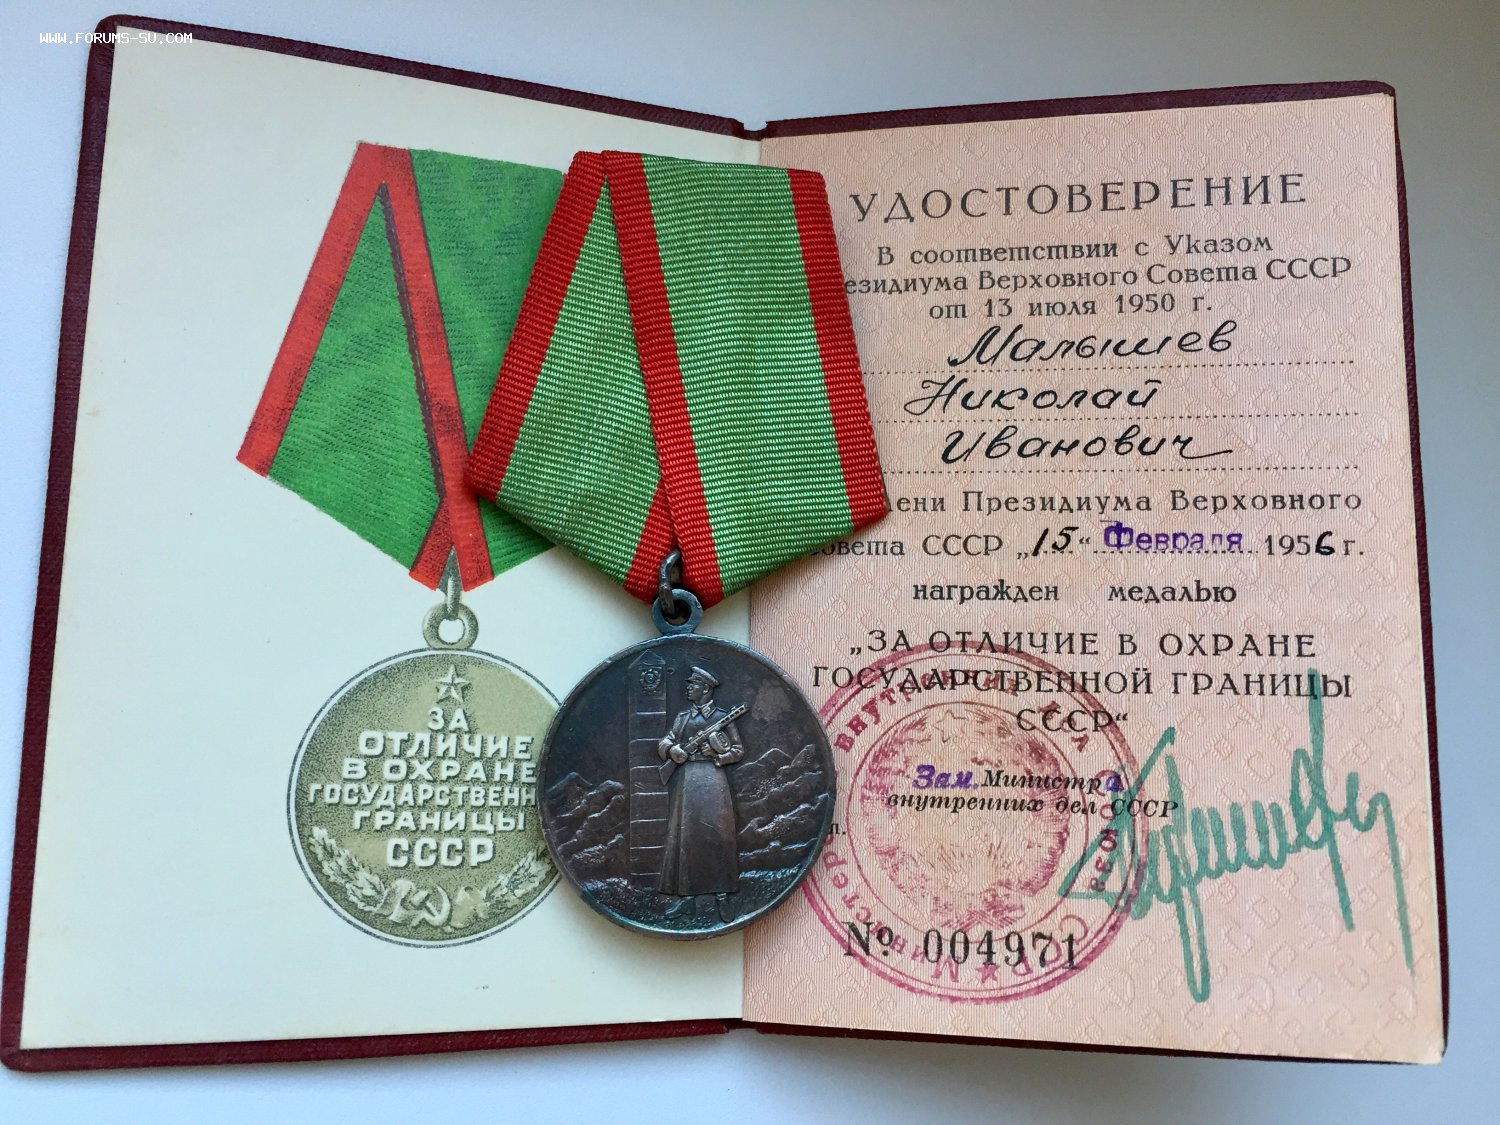 www.forums-su.com
ЗА
ОТЛИЧИЕ
В ОХРАНЕ
ГОСУДАРСТВЕНН
ГРАНИЦЫ
СССР
УДОСТОВЕРЕНИЕ
В соответствии с Указом
езидиума Верховного Совета СССР
от 13 июля 1950 г.
Малышев
Николай
Иванович
ени Президиума Верховного
овета СССР „15“ Февраля 1956 г.
награжден медалью
„ЗА ОТЛИЧИЕ В ОХРАНЕ
ГОСУДАРСТВЕННОЙ ГРАНИЦЫ
СССР“
Зам. Министра
внутренних дел СССР
№ 004971